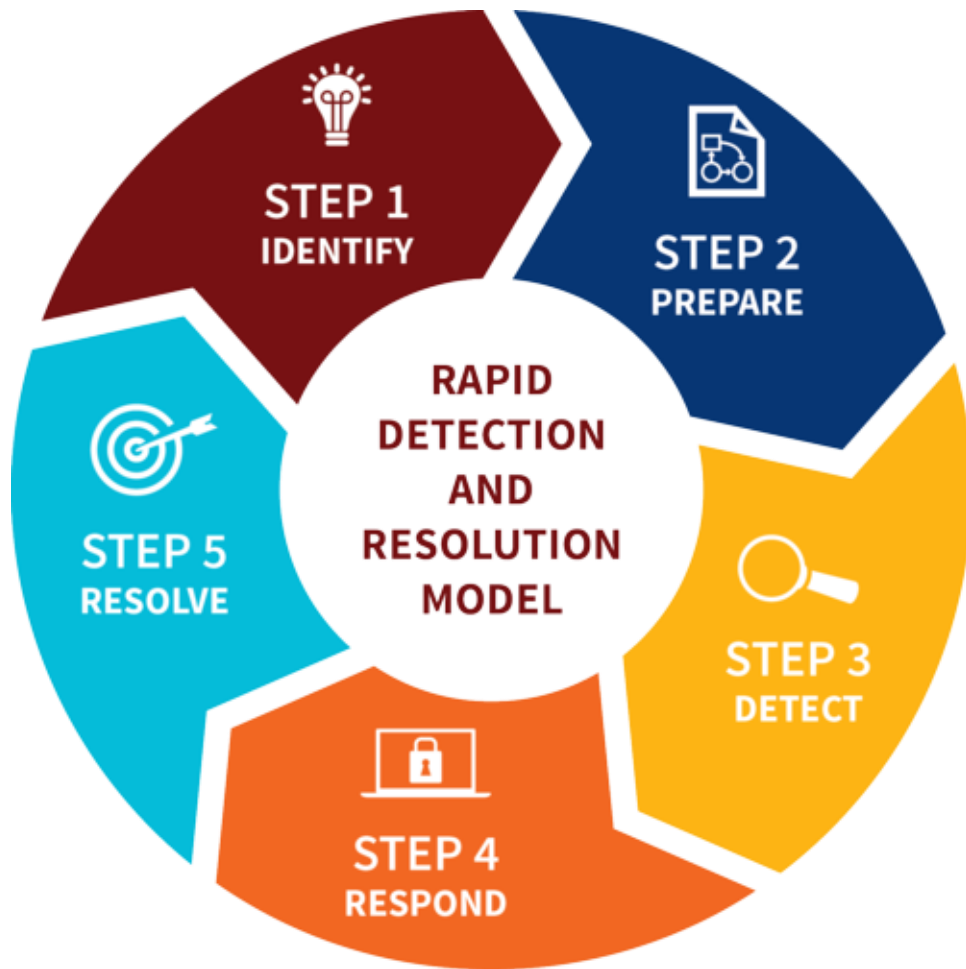 STEP 1
IDENTIFY
STEP 2
PREPARE
STEP 3
DETECT
STEP 4
RESPOND
STEP 5
RESOLVE
RAPID
DETECTION
AND
RESOLUTION
MODEL